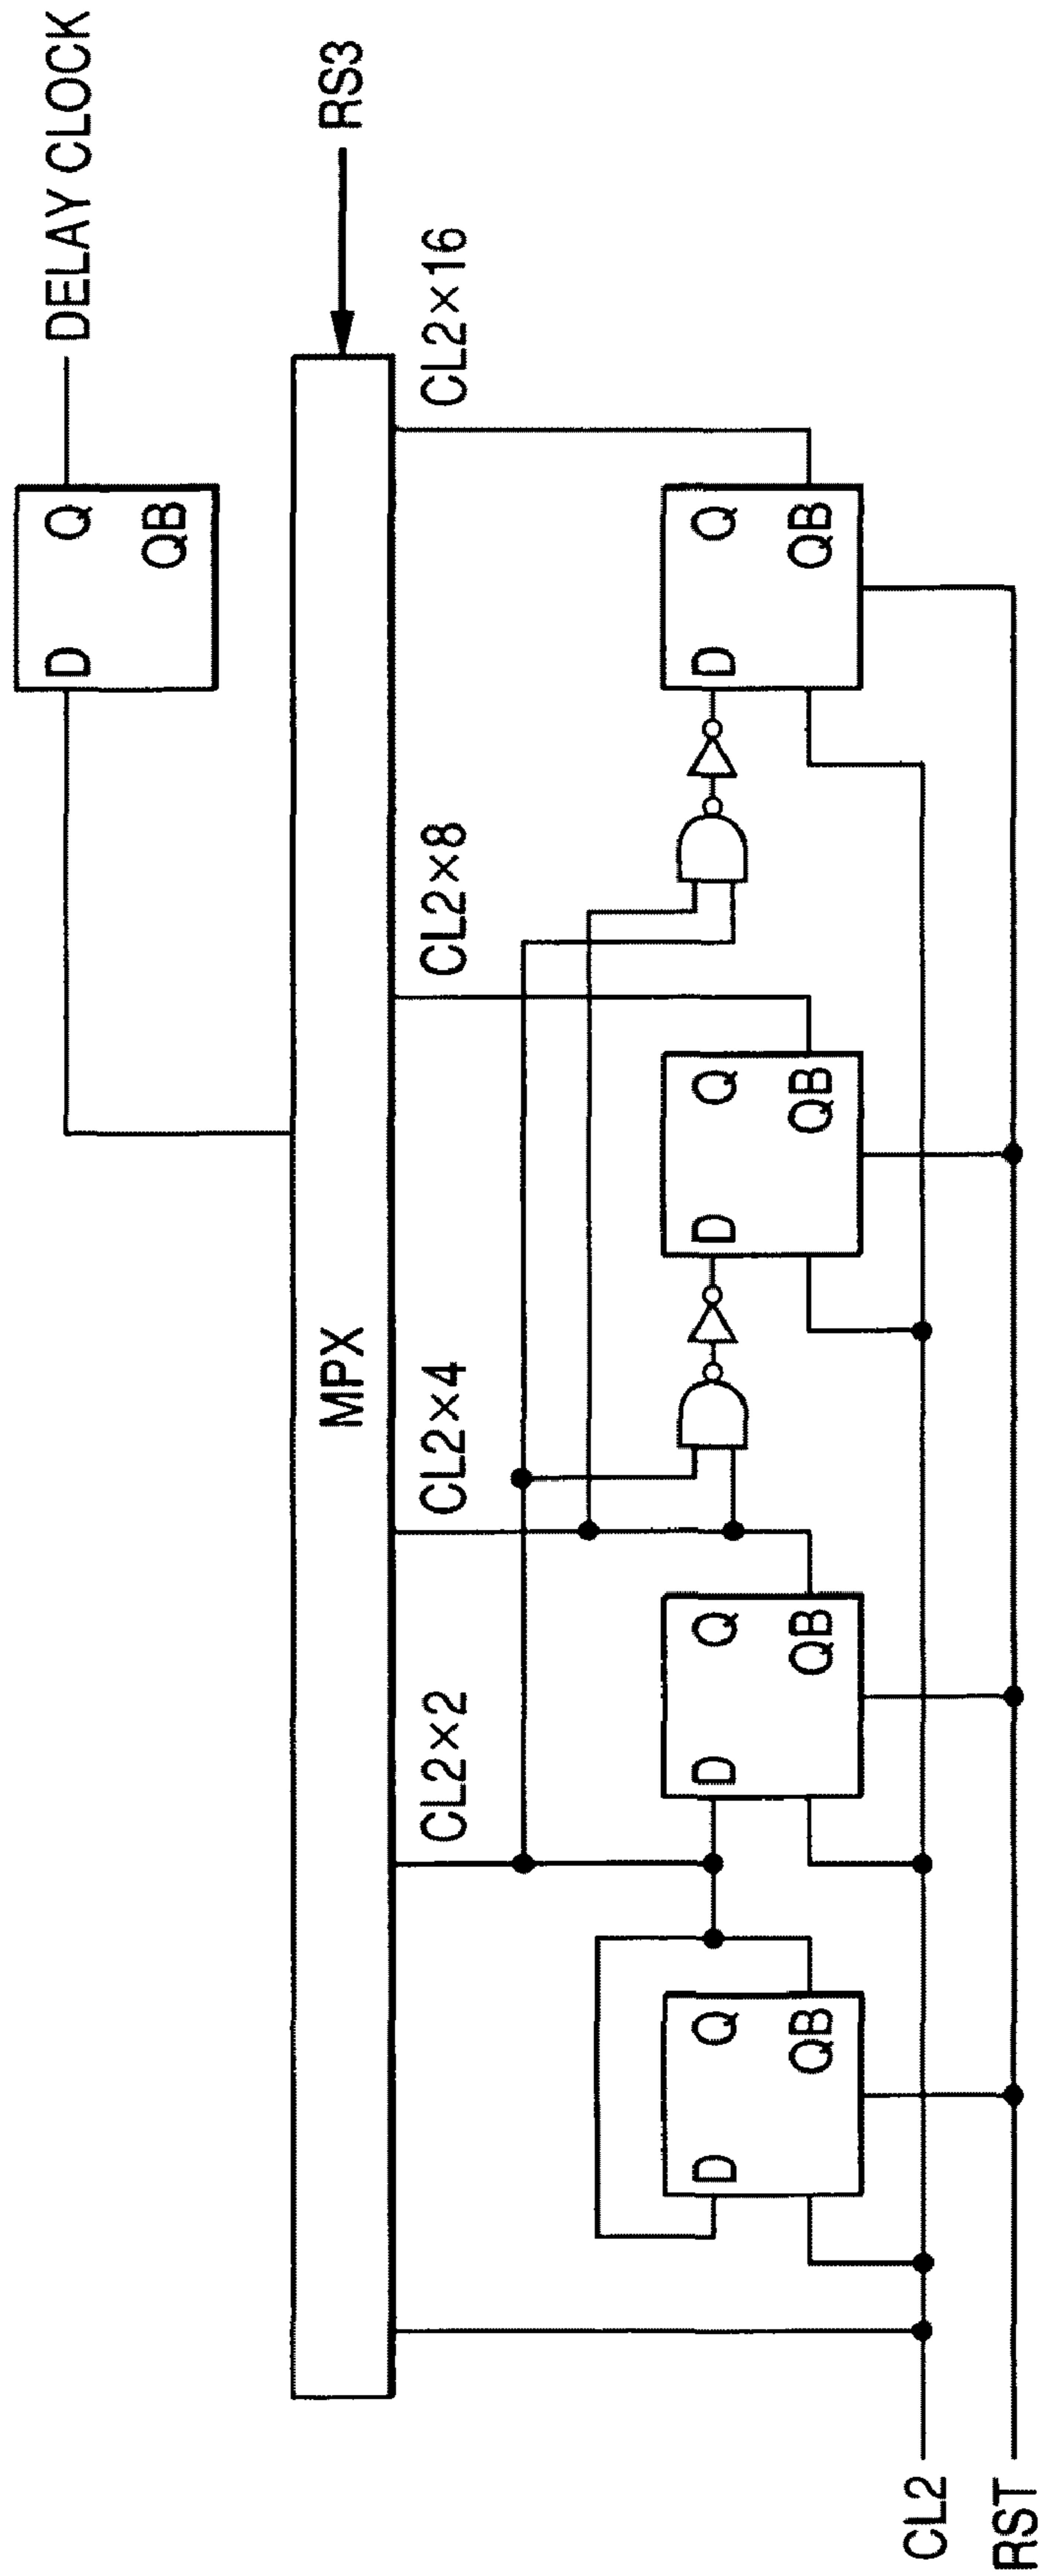 D Q
QB
DELAY CLOCK
MPX
RS3
CL2×2
CL2×4
CL2×8
CL2×16
D Q
QB
D Q
QB
D Q
QB
D Q
QB
CL2
RST